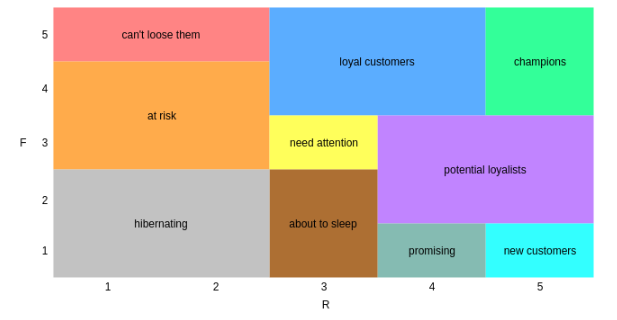 5
can't loose them
loyal customers
champions
4
at risk
F
3
need attention
potential loyalists
2
hibernating
about to sleep
1
promising
new customers
1
2
3
4
5
R